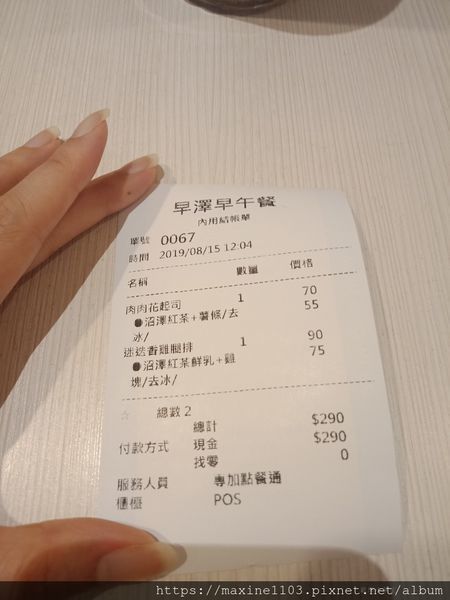 早澤早午餐
內用結帳單
單號 0067
時間 2019/08/15 12:04
名稱 數量 價格
肉肉花起司 1 70
●沼澤紅茶+薯條/去 55
冰/
迷迭香雞腿排 1 90
●沼澤紅茶鮮乳+雞 75
塊/去冰/
☆ 總數 2
總計 $290
付款方式 現金 $290
找零 0
服務人員 專加點餐通
櫃檯 POS
https://maxine1103.pixnet.net/album